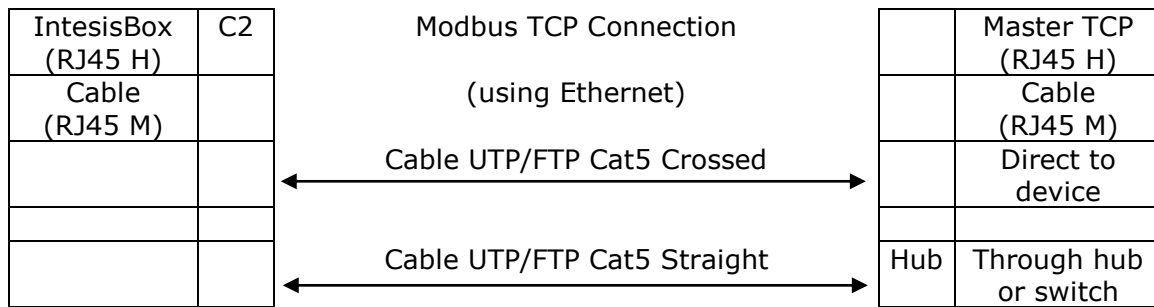 IntesisBox C2 Modbus TCP Connection Master TCP
(RJ45 H) (RJ45 H)
Cable (using Ethernet) Cable
(RJ45 M) (RJ45 M)
Cable UTP/FTP Cat5 Crossed Direct to
device
Cable UTP/FTP Cat5 Straight Hub Through hub
or switch